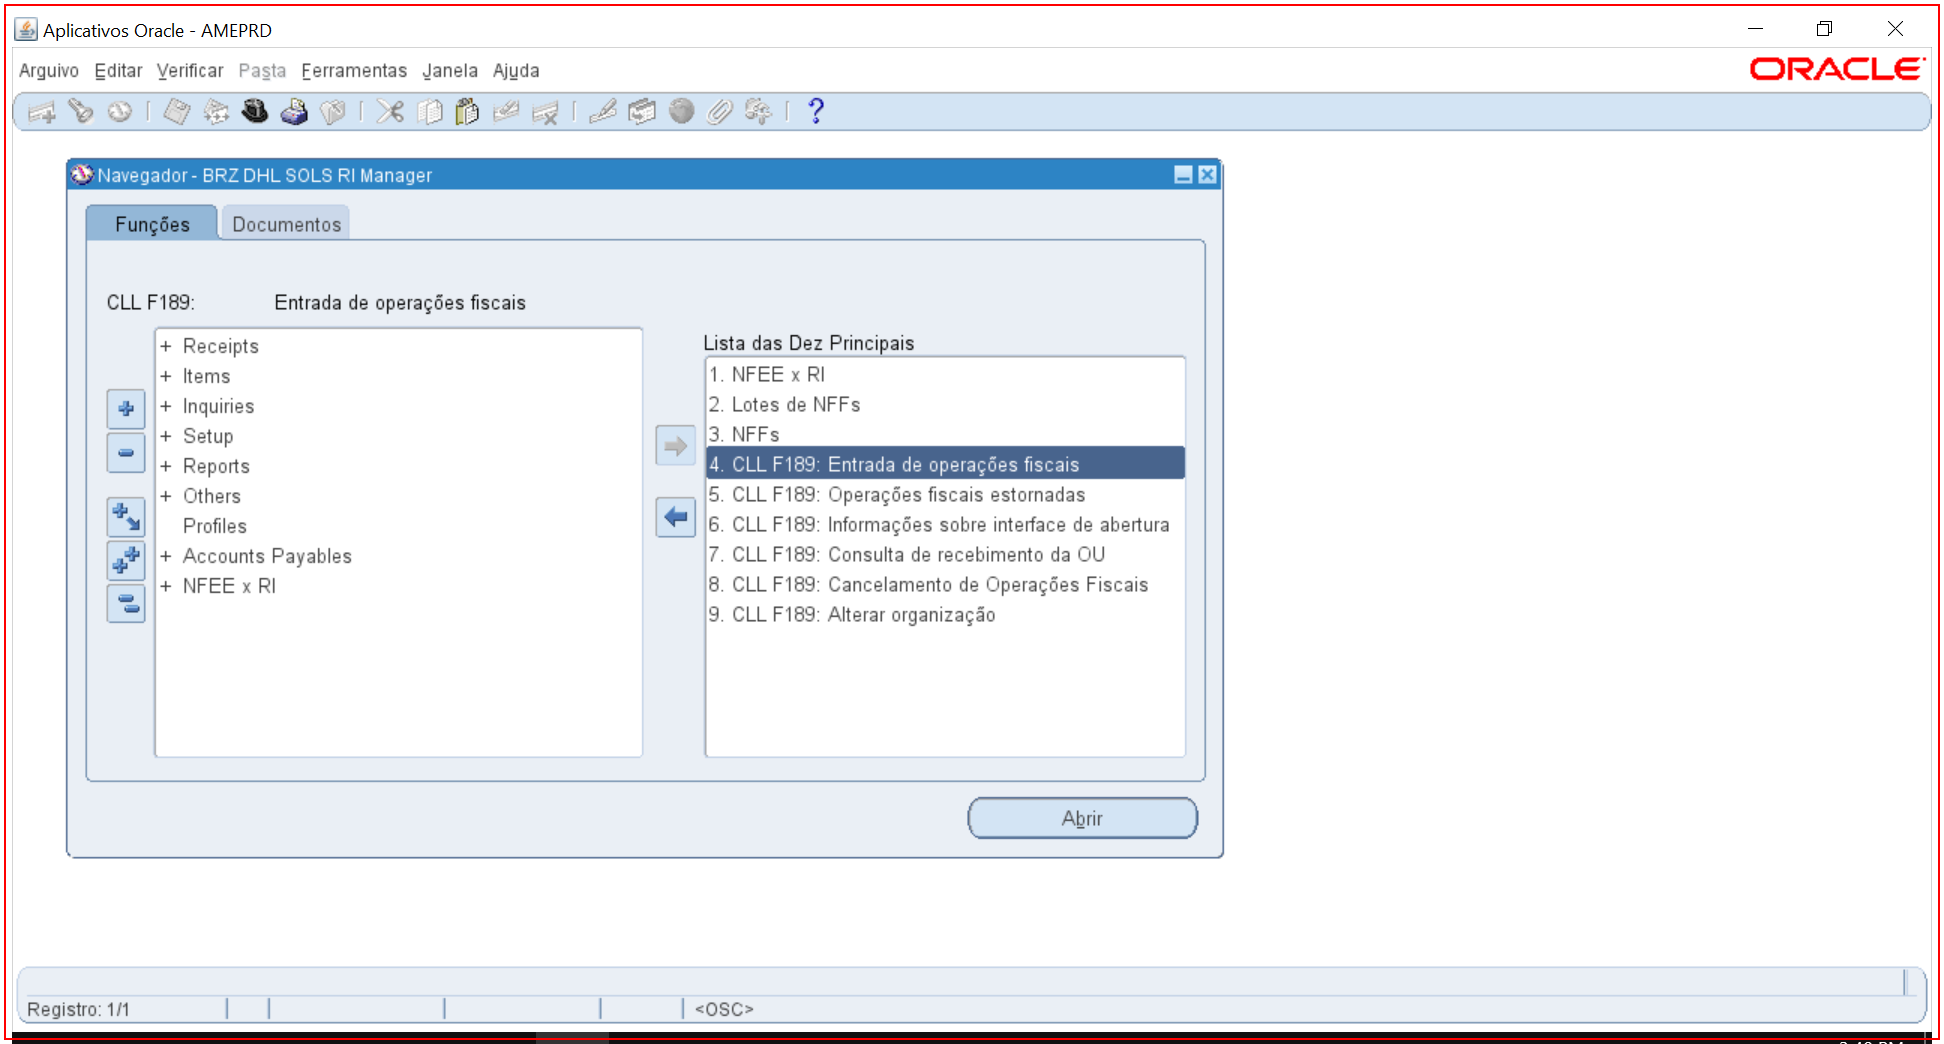 Aplicativos Oracle - AMEPRD
Arquivo Editar Verificar Pasta Ferramentas Janela Ajuda
ORACLE
?
Navegador - BRZ DHL SOLS RI Manager
Funções Documentos
CLL F189: Entrada de operações fiscais
+ Receipts
+ Items
+ Inquiries
+ Setup
+ Reports
+ Others
Profiles
+ Accounts Payables
+ NFEE x RI
Lista das Dez Principais
1. NFEE x RI
2. Lotes de NFFs
3. NFFs
4. CLL F189: Entrada de operações fiscais
5. CLL F189: Operações fiscais estornadas
6. CLL F189: Informações sobre interface de abertura
7. CLL F189: Consulta de recebimento da OU
8. CLL F189: Cancelamento de Operações Fiscais
9. CLL F189: Alterar organização
Abrir
Registro: 1/1 <OSC>